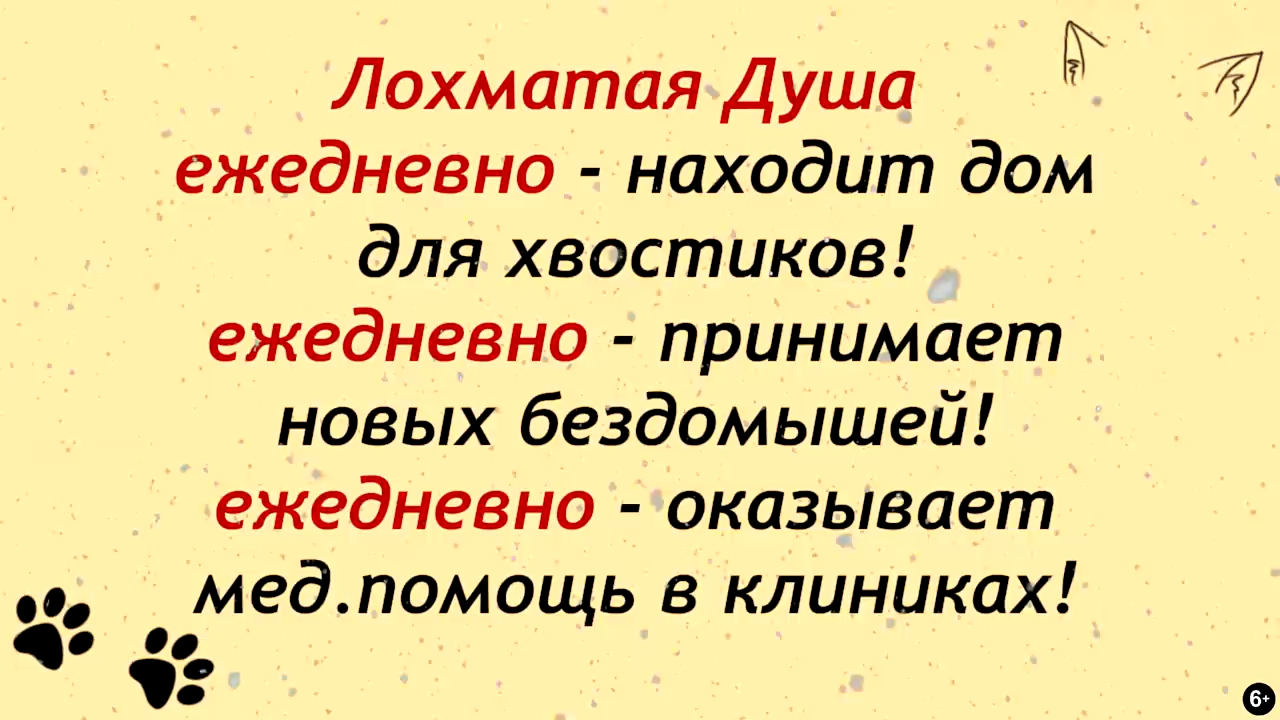 Лохматая Душа
ежедневно - находит дом
для хвостиков!
ежедневно - принимает
новых бездомышей!
ежедневно - оказывает
мед.помощь в клиниках!
6+